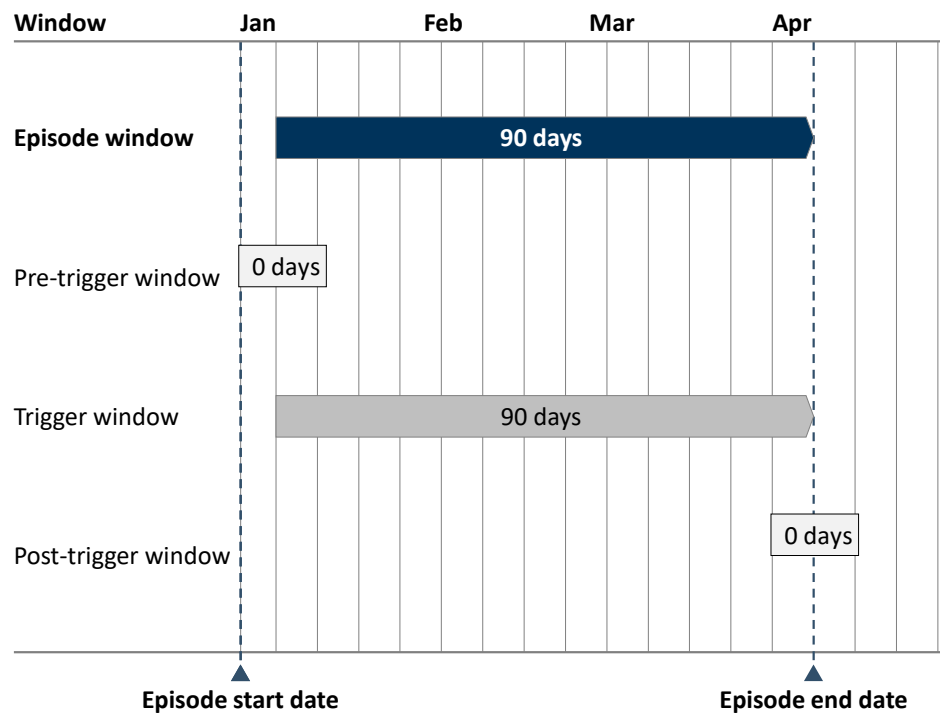 Window Jan Feb Mar Apr
Episode window 90 days
Pre-trigger window 0 days
Trigger window 90 days
Post-trigger window 0 days
Episode start date Episode end date